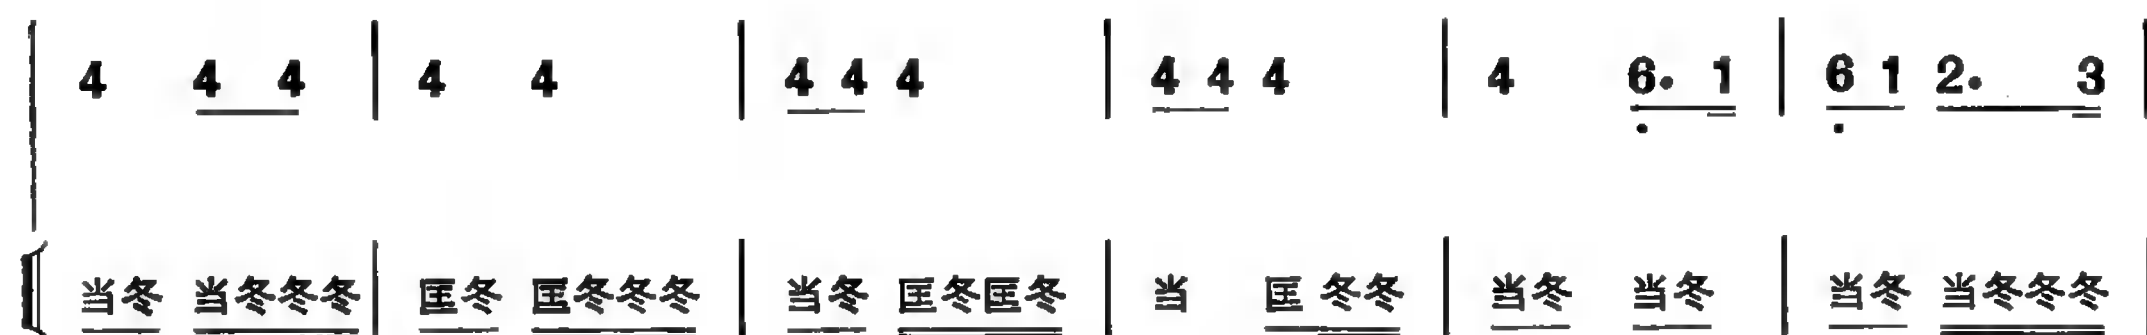 4 4 4 | 4 4 | 4 4 4 | 4 4 4 | 4 6. 1 | 6 1 2. 3 |
当冬 当冬冬冬 | 匡冬 匡冬冬冬 | 当冬 匡冬匡冬 | 当 匡 冬冬 | 当冬 当冬 | 当冬 当冬冬冬 |